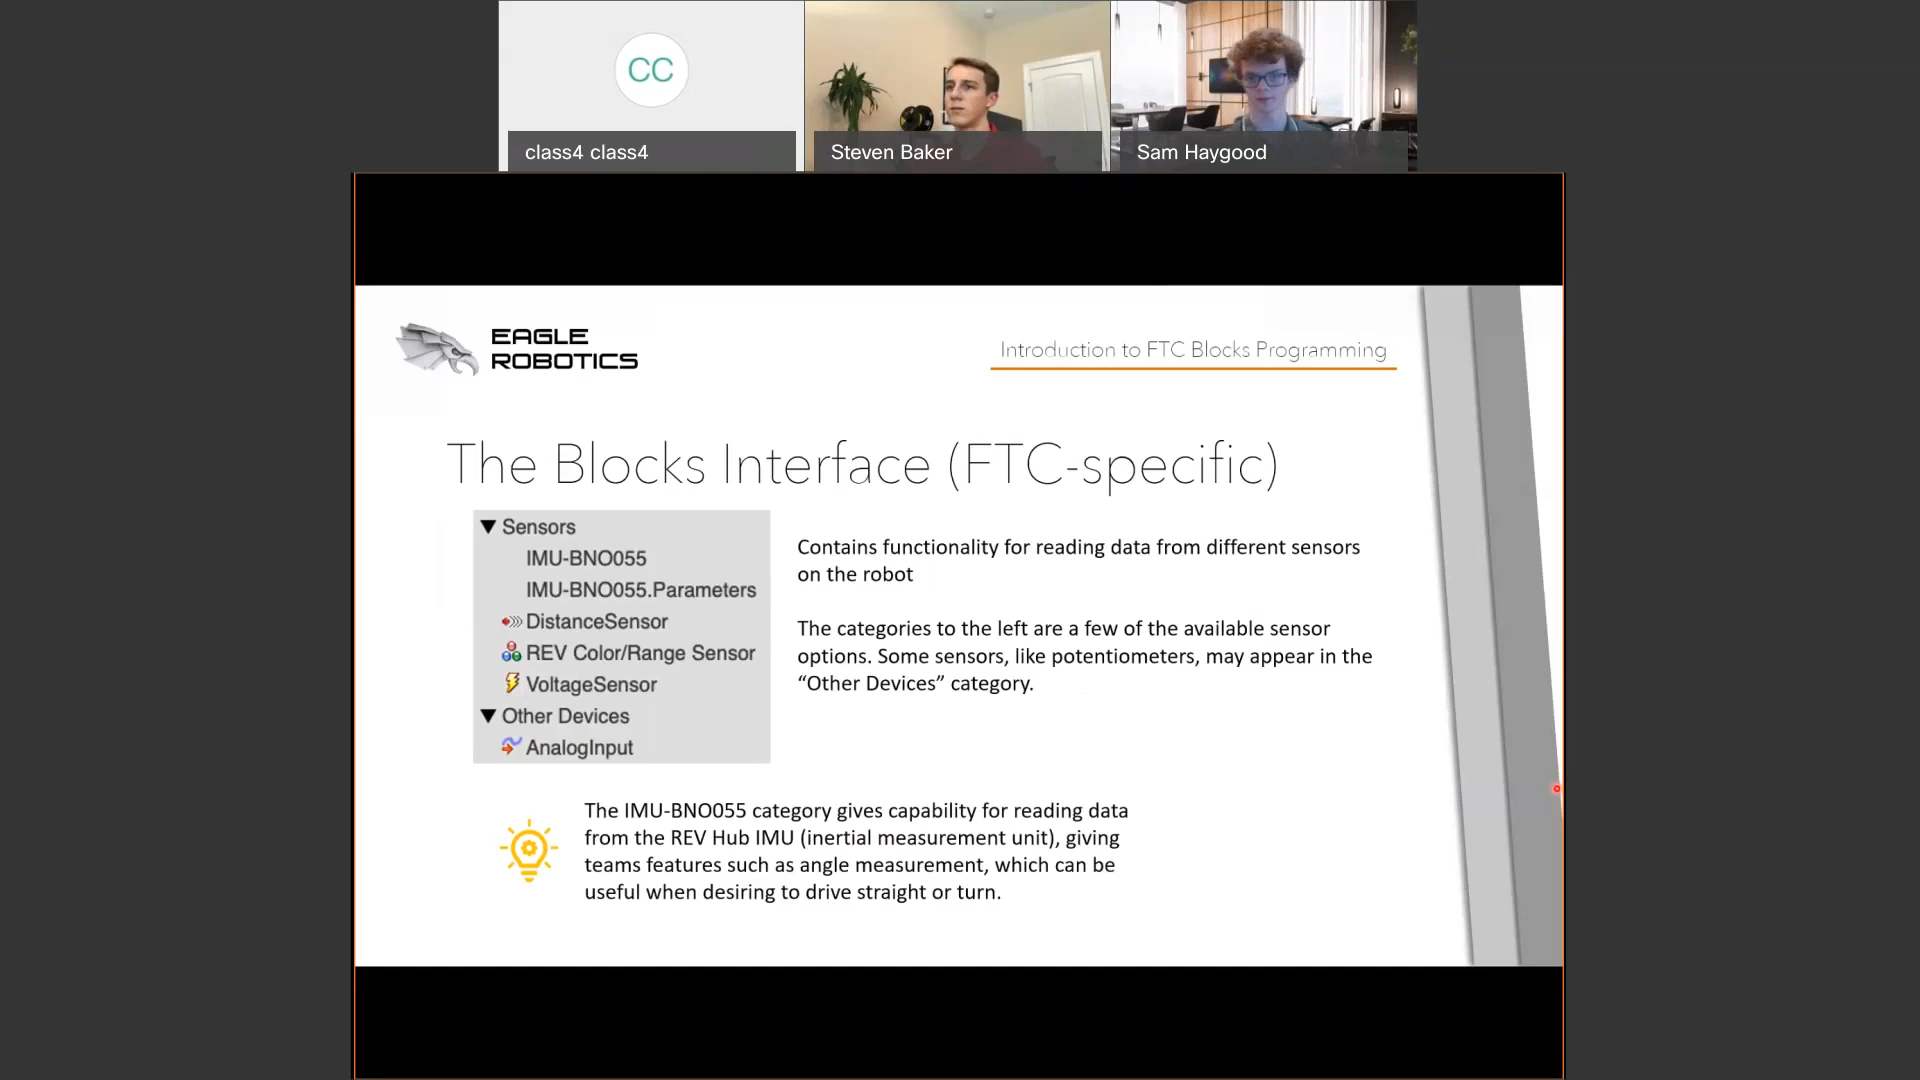 CC
class4 class4
Steven Baker
Sam Haygood
EAGLE
ROBOTICS
Introduction to FTC Blocks Programming
The Blocks Interface (FTC-specific)
Sensors
IMU-BNO055
IMU-BNO055.Parameters
DistanceSensor
REV Color/Range Sensor
VoltageSensor
Other Devices
AnalogInput
Contains functionality for reading data from different sensors
on the robot
The categories to the left are a few of the available sensor
options. Some sensors, like potentiometers, may appear in the
“Other Devices” category.
The IMU-BNO055 category gives capability for reading data
from the REV Hub IMU (inertial measurement unit), giving
teams features such as angle measurement, which can be
useful when desiring to drive straight or turn.